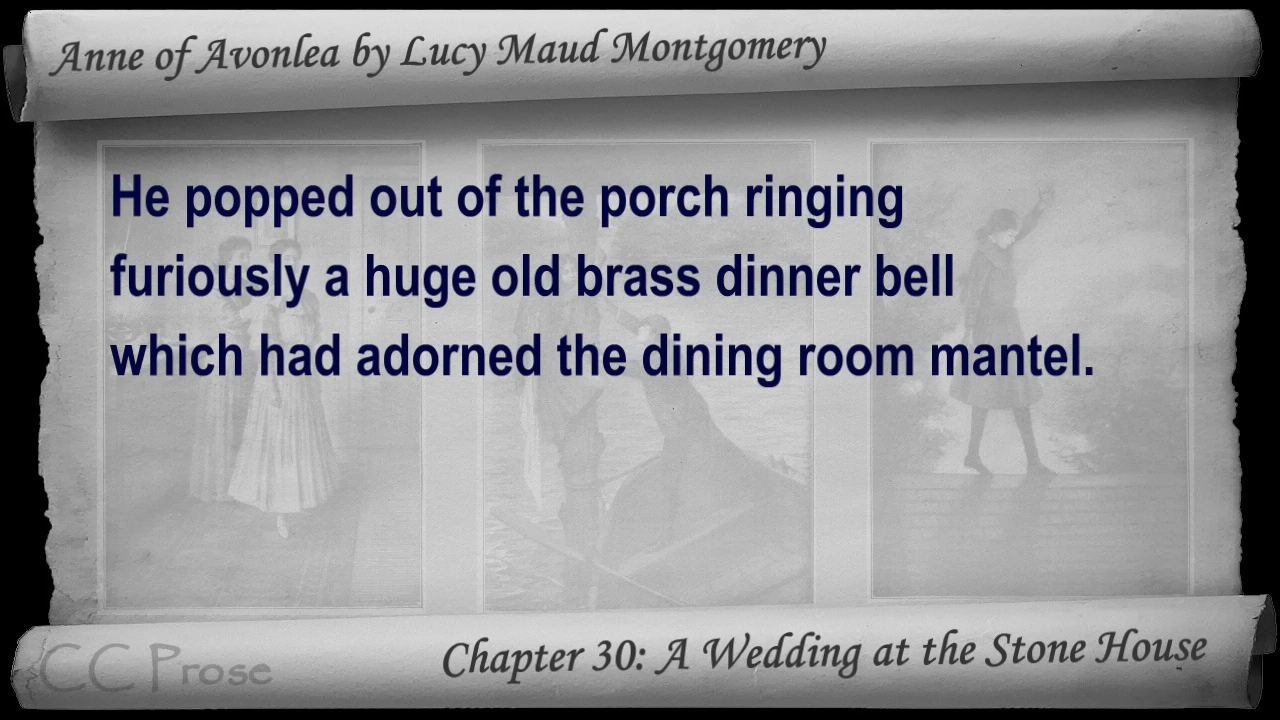 Anne of Avonlea by Lucy Maud Montgomery
He popped out of the porch ringing
furiously a huge old brass dinner bell
which had adorned the dining room mantel.
CC Prose
Chapter 30: A Wedding at the Stone House